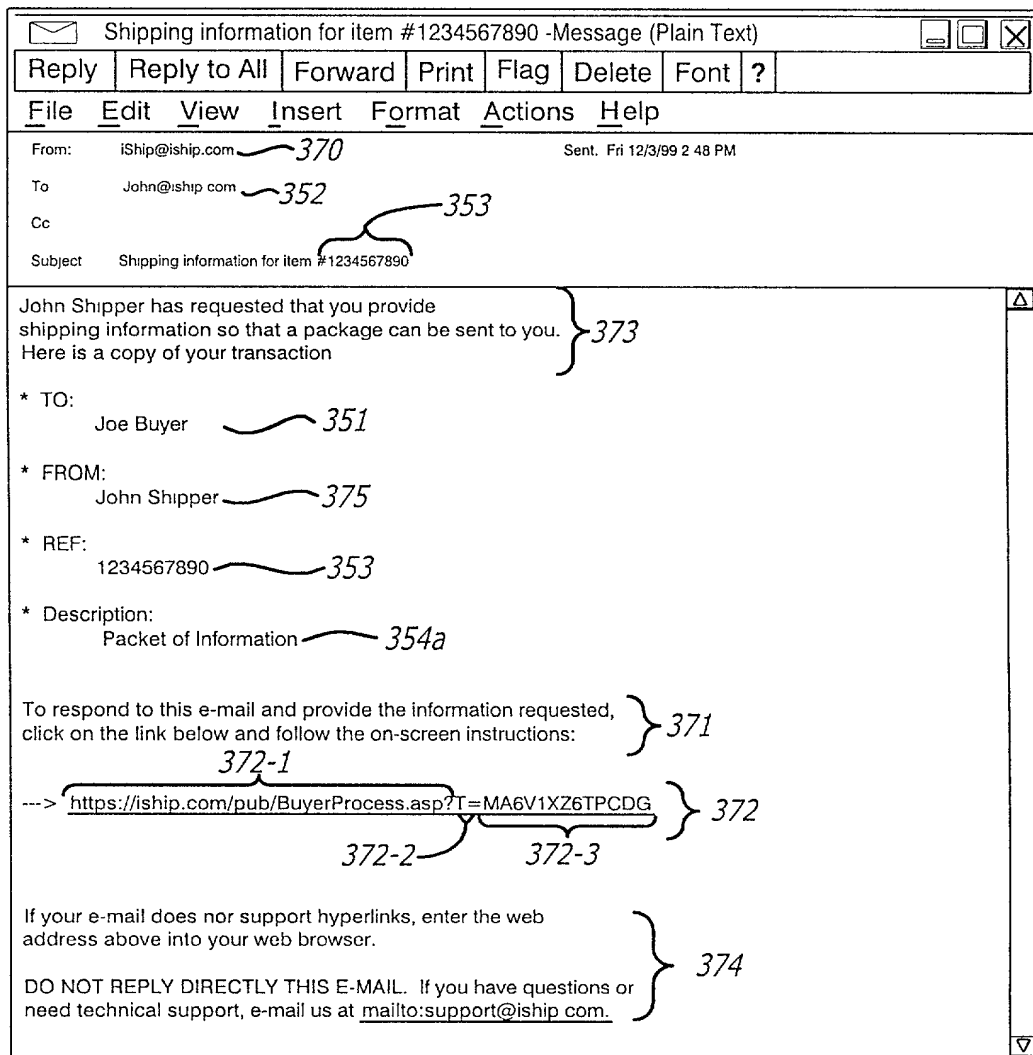 Shipping information for item #1234567890 -Message (Plain Text)
Reply Reply to All Forward Print Flag Delete Font ?
File Edit View Insert Format Actions Help
From: iShip@iship.com 370 Sent. Fri 12/3/99 2 48 PM
To John@iship com 352
353
Cc
Subject Shipping information for item #1234567890
John Shipper has requested that you provide
shipping information so that a package can be sent to you. 373
Here is a copy of your transaction
* TO:
Joe Buyer 351
* FROM:
John Shipper 375
* REF:
1234567890 353
* Description:
Packet of Information 354a
To respond to this e-mail and provide the information requested,
click on the link below and follow the on-screen instructions: 371
372-1
---> https://iship.com/pub/BuyerProcess.asp?T=MA6V1XZ6TPCDG 372
372-2 372-3
If your e-mail does nor support hyperlinks, enter the web
address above into your web browser.
374
DO NOT REPLY DIRECTLY THIS E-MAIL. If you have questions or
need technical support, e-mail us at mailto:support@iship com.